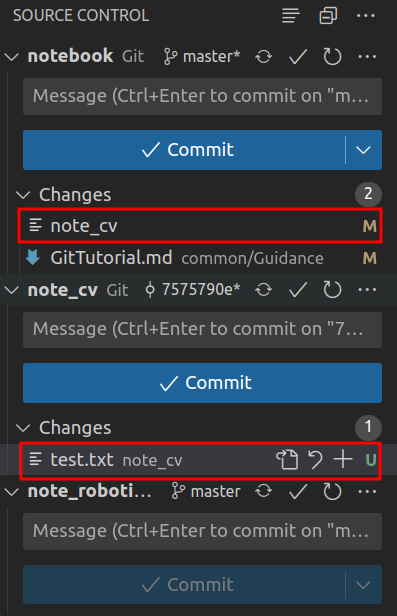 SOURCE CONTROL
notebook Git master*
Message (Ctrl+Enter to commit on "m...
Commit
Changes 2
note_cv M
GitTutorial.md common/Guidance M
note_cv Git 7575790e*
Message (Ctrl+Enter to commit on "7...
Commit
Changes 1
test.txt note_cv U
note_roboti... master
Message (Ctrl+Enter to commit on "m...
Commit